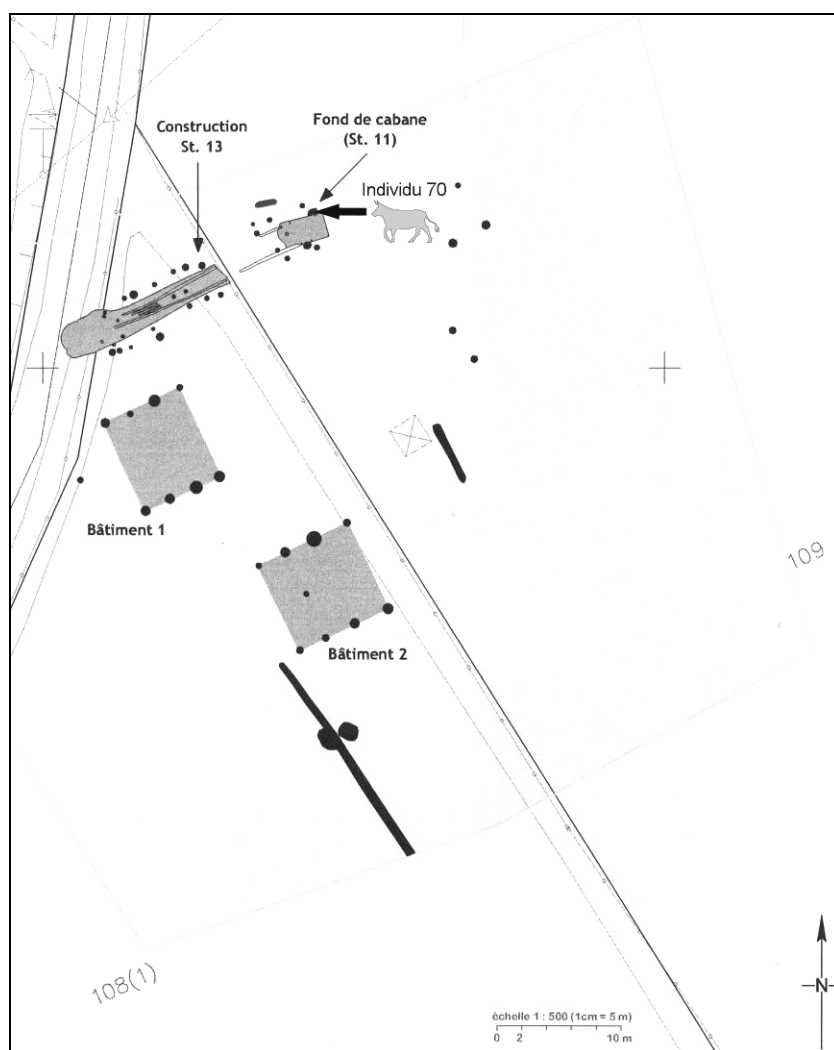 Fond de cabane
(St. 11)
Construction
St. 13
Individu 70
Bâtiment 1
109
Bâtiment 2
108(1)
N
échelle 1 : 500 (1cm = 5 m)
0 2 10 m